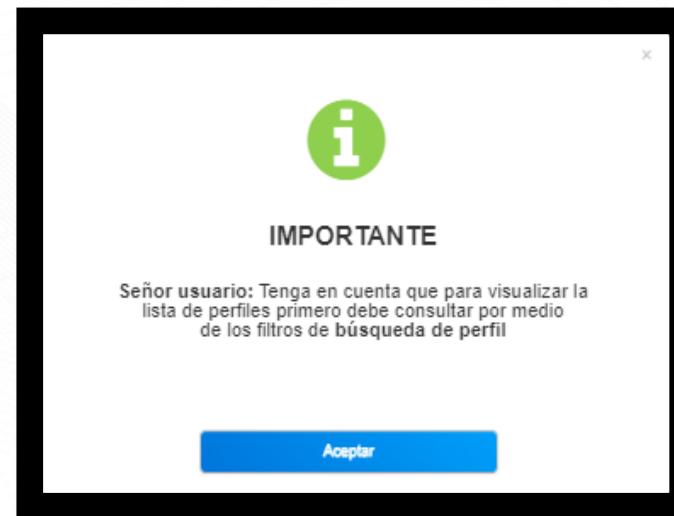 IMPORTANTE
Señor usuario: Tenga en cuenta que para visualizar la
lista de perfiles primero debe consultar por medio
de los filtros de búsqueda de perfil
Aceptar